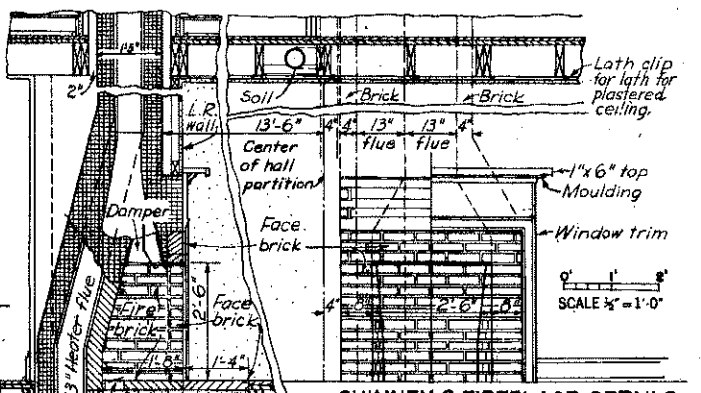 1'5"
2"
L.R.
wall
Soil
Brick
Brick
Lath clip
for lath for
plastered
ceiling.
13'-6"
4" 4" 13" 13" 4"
flue flue
Center
of hall
partition
1"x 6" top
Moulding
Damper
Face
brick
Window trim
0' 1' 2'
SCALE ½" = 1'-0"
Fire
brick
2'-6"
Face
brick
4" 8" 2'-6" 8"
1'-8" 1'-4"
Heater flue